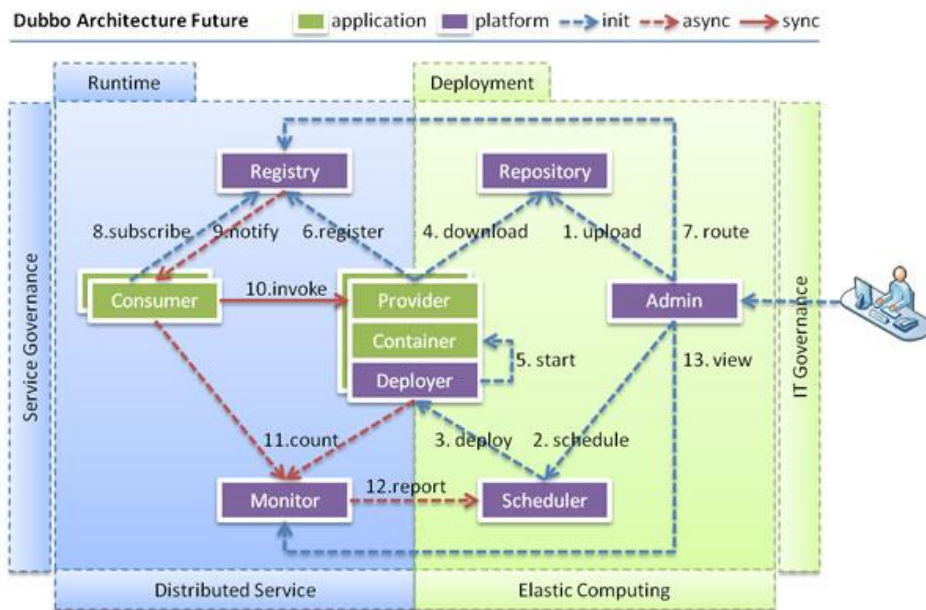 Dubbo Architecture Future
application
platform
init
async
sync
Runtime
Deployment
Registry
Repository
8.subscribe
9.notify
6.register
4. download
1. upload
7. route
Consumer
10.invoke
Provider
Admin
Container
Deployer
5. start
13. view
Service Governance
IT Governance
11.count
3. deploy
2. schedule
Monitor
12.report
Scheduler
Distributed Service
Elastic Computing